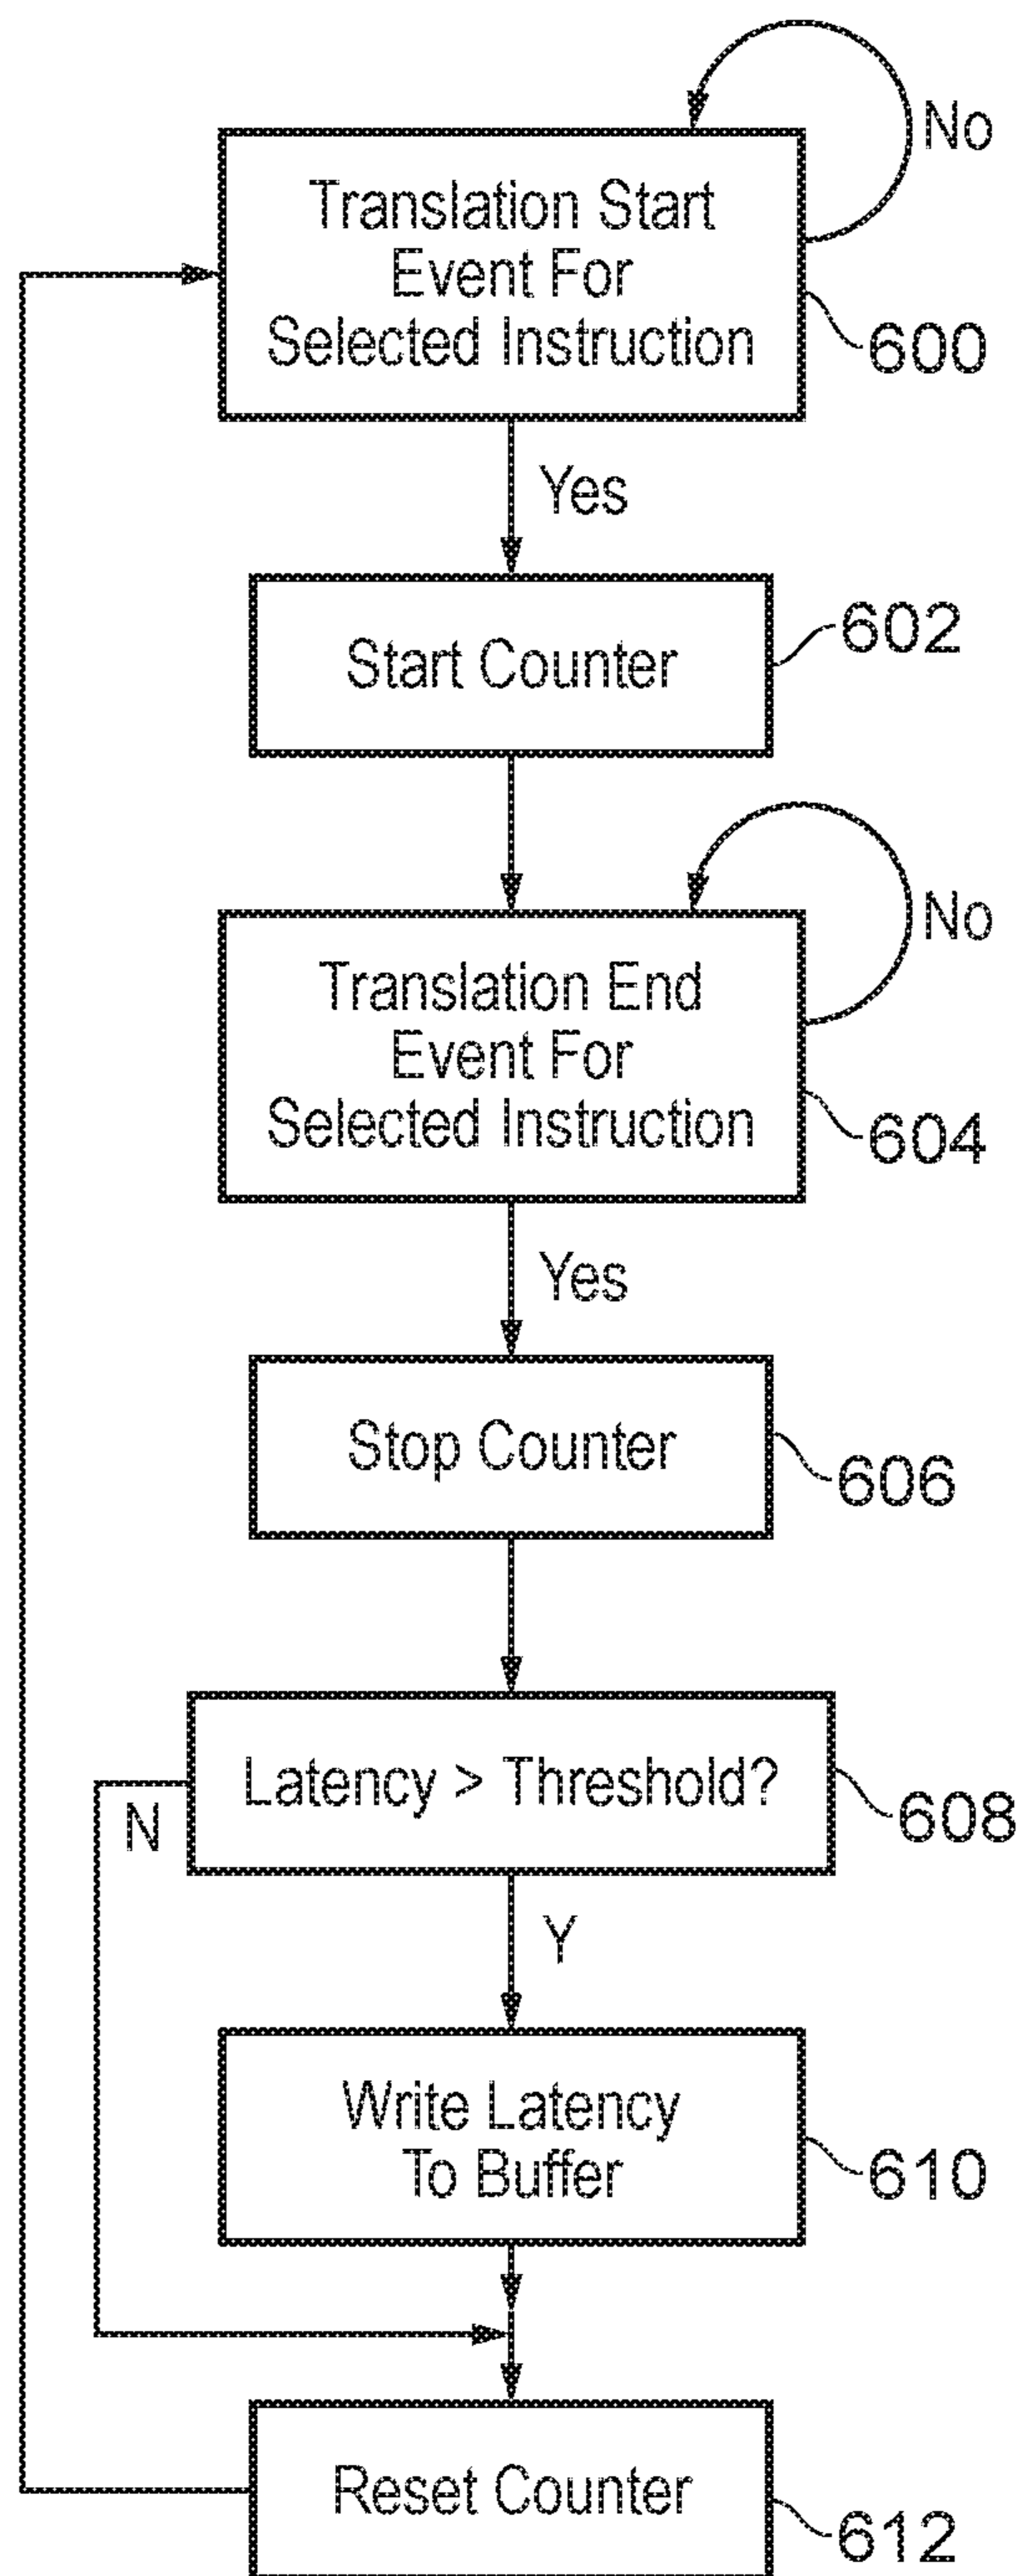 No
Translation Start
Event For
Selected Instruction
600
Yes
602
Start Counter
No
Translation End
Event For
Selected Instruction
604
Yes
Stop Counter
606
Latency > Threshold?
608
N
Y
Write Latency
To Buffer
610
Reset Counter
612